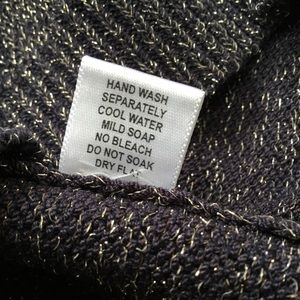 HAND WASH
SEPARATELY
COOL WATER
MILD SOAP
NO BLEACH
DO NOT SOAK
DRY FLAT